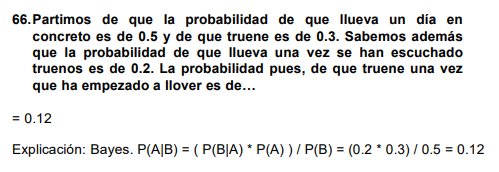 66.Partimos de que la probabilidad de que llueva un día en
concreto es de 0.5 y de que truene es de 0.3. Sabemos además
que la probabilidad de que llueva una vez se han escuchado
truenos es de 0.2. La probabilidad pues, de que truene una vez
que ha empezado a llover es de…
= 0.12
Explicación: Bayes. P(A|B) = ( P(B|A) * P(A) ) / P(B) = (0.2 * 0.3) / 0.5 = 0.12